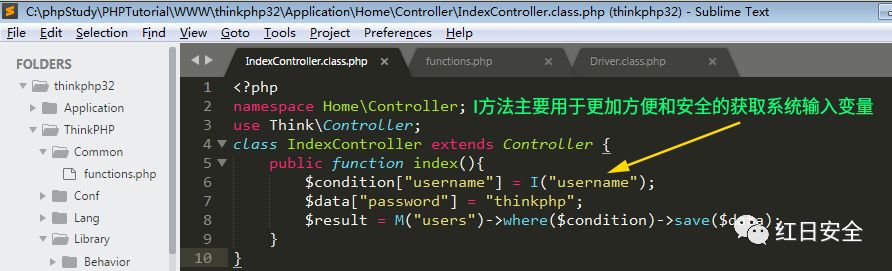 C:\phpStudy\PHPTutorial\WWW\thinkphp32\Application\Home\Controller\IndexController.class.php (thinkphp32) - Sublime Text
File Edit Selection Find View Goto Tools Project Preferences Help
FOLDERS
thinkphp32
Application
ThinkPHP
Common
functions.php
Conf
Lang
Library
Behavior
IndexController.class.php × functions.php × Driver.class.php ×
1 <?php
2 namespace Home\Controller; I方法主要用于更加方便和安全的获取系统输入变量
3 use Think\Controller;
4 class IndexController extends Controller {
5 public function index(){
6 $condition["username"] = I("username");
7 $data["password"] = "thinkphp";
8 $result = M("users")->where($condition)->save($data);
9 }
10 }
红日安全